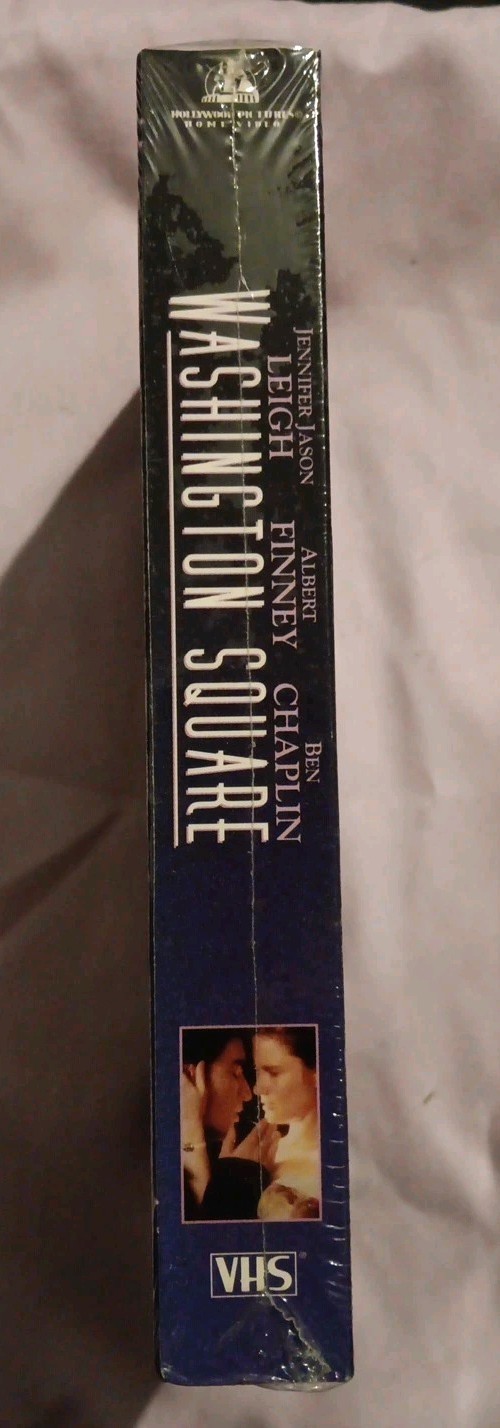 HOLLYWOOD PICTURES®
HOME VIDEO
JENNIFER JASON
LEIGH
ALBERT
FINNEY
BEN
CHAPLIN
WASHINGTON SQUARE
VHS®